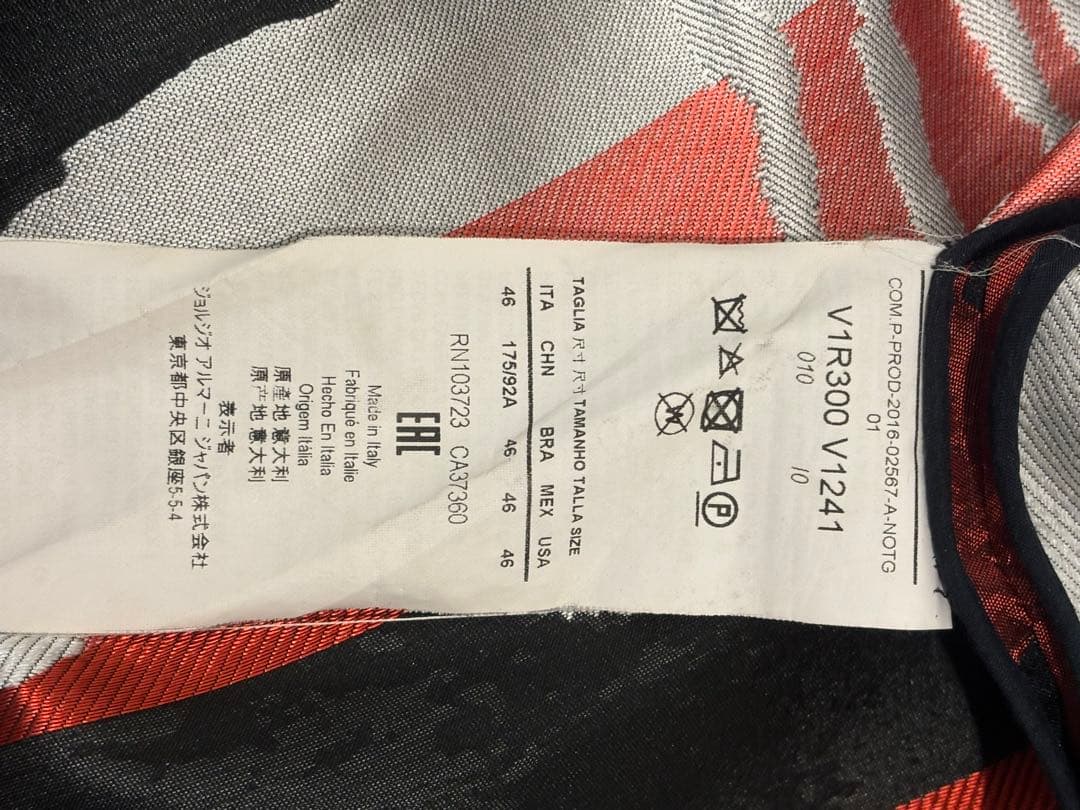 COM.P-PROD-2016-02567-A-NOTG
01
V1R300 V1241
010 I0
P
TAGLIA 尺寸 尺寸 TAMANHO TALLA SIZE
ITA CHN BRA MEX USA
46 175/92A 46 46 46
RN103723 CA37360
EAC
Made in Italy
Fabriqué en Italie
Hecho En Italia
Origem Itália
原産地意大利
原产地意大利
表示者
ジョルジオ アルマーニ ジャパン株式会社
東京都中央区銀座5-5-4